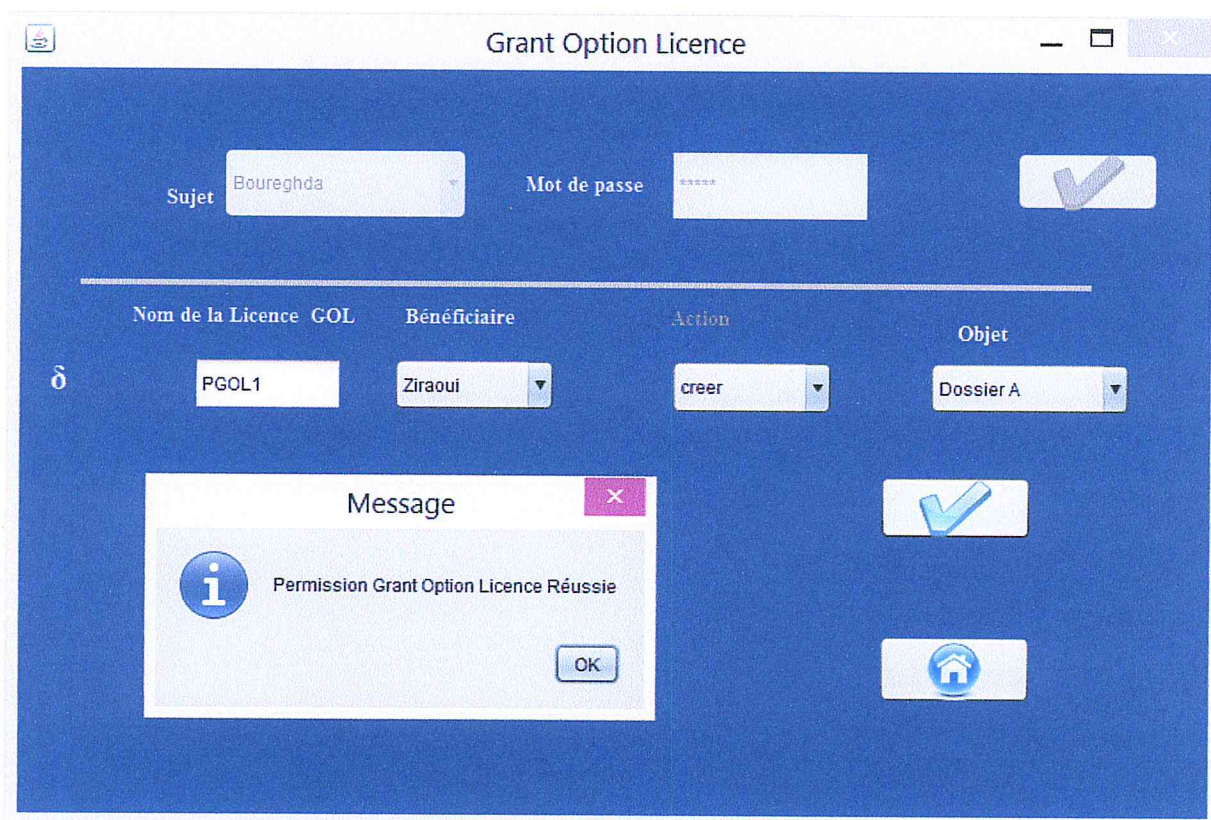 Grant Option Licence
Sujet Boureghda Mot de passe *****
Nom de la Licence GOL Bénéficiaire Action Objet
δ PGOL1 Ziraoui creer Dossier A
Message
Permission Grant Option Licence Réussie
OK